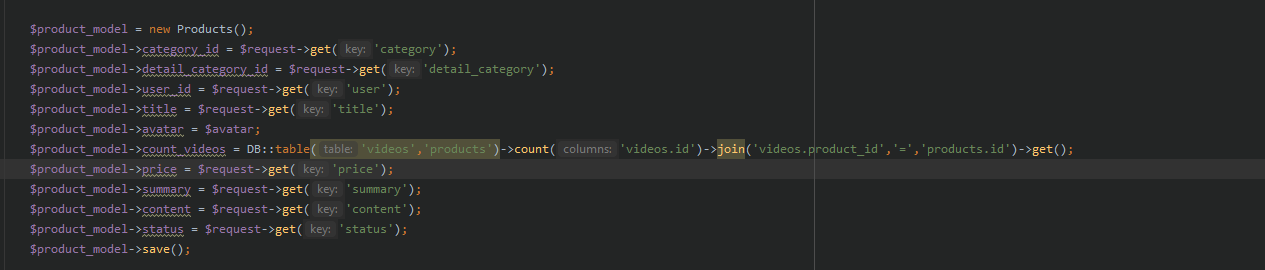 $product_model = new Products();
$product_model->category_id = $request->get( key: 'category');
$product_model->detail_category_id = $request->get( key: 'detail_category');
$product_model->user_id = $request->get( key: 'user');
$product_model->title = $request->get( key: 'title');
$product_model->avatar = $avatar;
$product_model->count_videos = DB::table( table: 'videos','products')->count( columns: 'videos.id')->join('videos.product_id','=','products.id')->get();
$product_model->price = $request->get( key: 'price');
$product_model->summary = $request->get( key: 'summary');
$product_model->content = $request->get( key: 'content');
$product_model->status = $request->get( key: 'status');
$product_model->save();